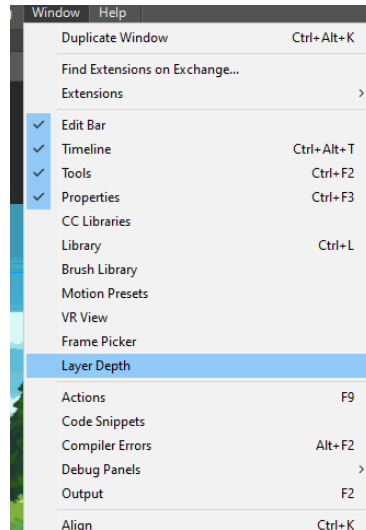 Window Help
Duplicate Window Ctrl+Alt+K
Find Extensions on Exchange...
Extensions
Edit Bar
Timeline Ctrl+Alt+T
Tools Ctrl+F2
Properties Ctrl+F3
CC Libraries
Library Ctrl+L
Brush Library
Motion Presets
VR View
Frame Picker
Layer Depth
Actions F9
Code Snippets
Compiler Errors Alt+F2
Debug Panels
Output F2
Align Ctrl+K